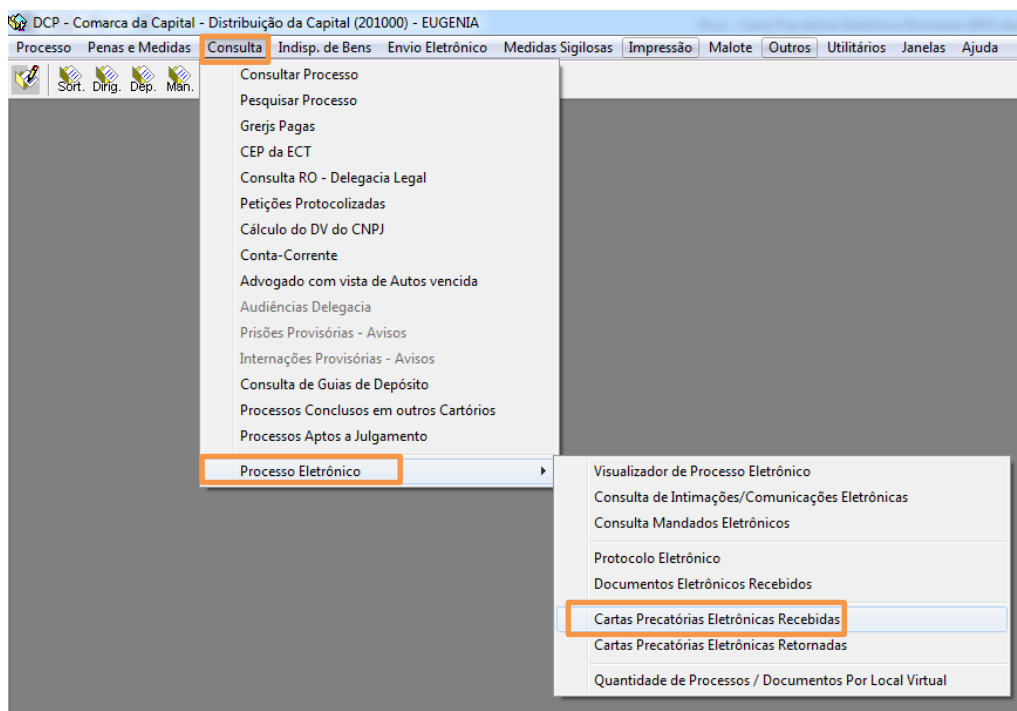 DCP - Comarca da Capital - Distribuição da Capital (201000) - EUGENIA
Processo Penas e Medidas Consulta Indisp. de Bens Envio Eletrônico Medidas Sigilosas Impressão Malote Outros Utilitários Janelas Ajuda
Sort. Dirig. Dep. Man.
Consultar Processo
Pesquisar Processo
Grerjs Pagas
CEP da ECT
Consulta RO - Delegacia Legal
Petições Protocolizadas
Cálculo do DV do CNPJ
Conta-Corrente
Advogado com vista de Autos vencida
Audiências Delegacia
Prisões Provisórias - Avisos
Internações Provisórias - Avisos
Consulta de Guias de Depósito
Processos Conclusos em outros Cartórios
Processos Aptos a Julgamento
Processo Eletrônico
Visualizador de Processo Eletrônico
Consulta de Intimações/Comunicações Eletrônicas
Consulta Mandados Eletrônicos
Protocolo Eletrônico
Documentos Eletrônicos Recebidos
Cartas Precatórias Eletrônicas Recebidas
Cartas Precatórias Eletrônicas Retornadas
Quantidade de Processos / Documentos Por Local Virtual